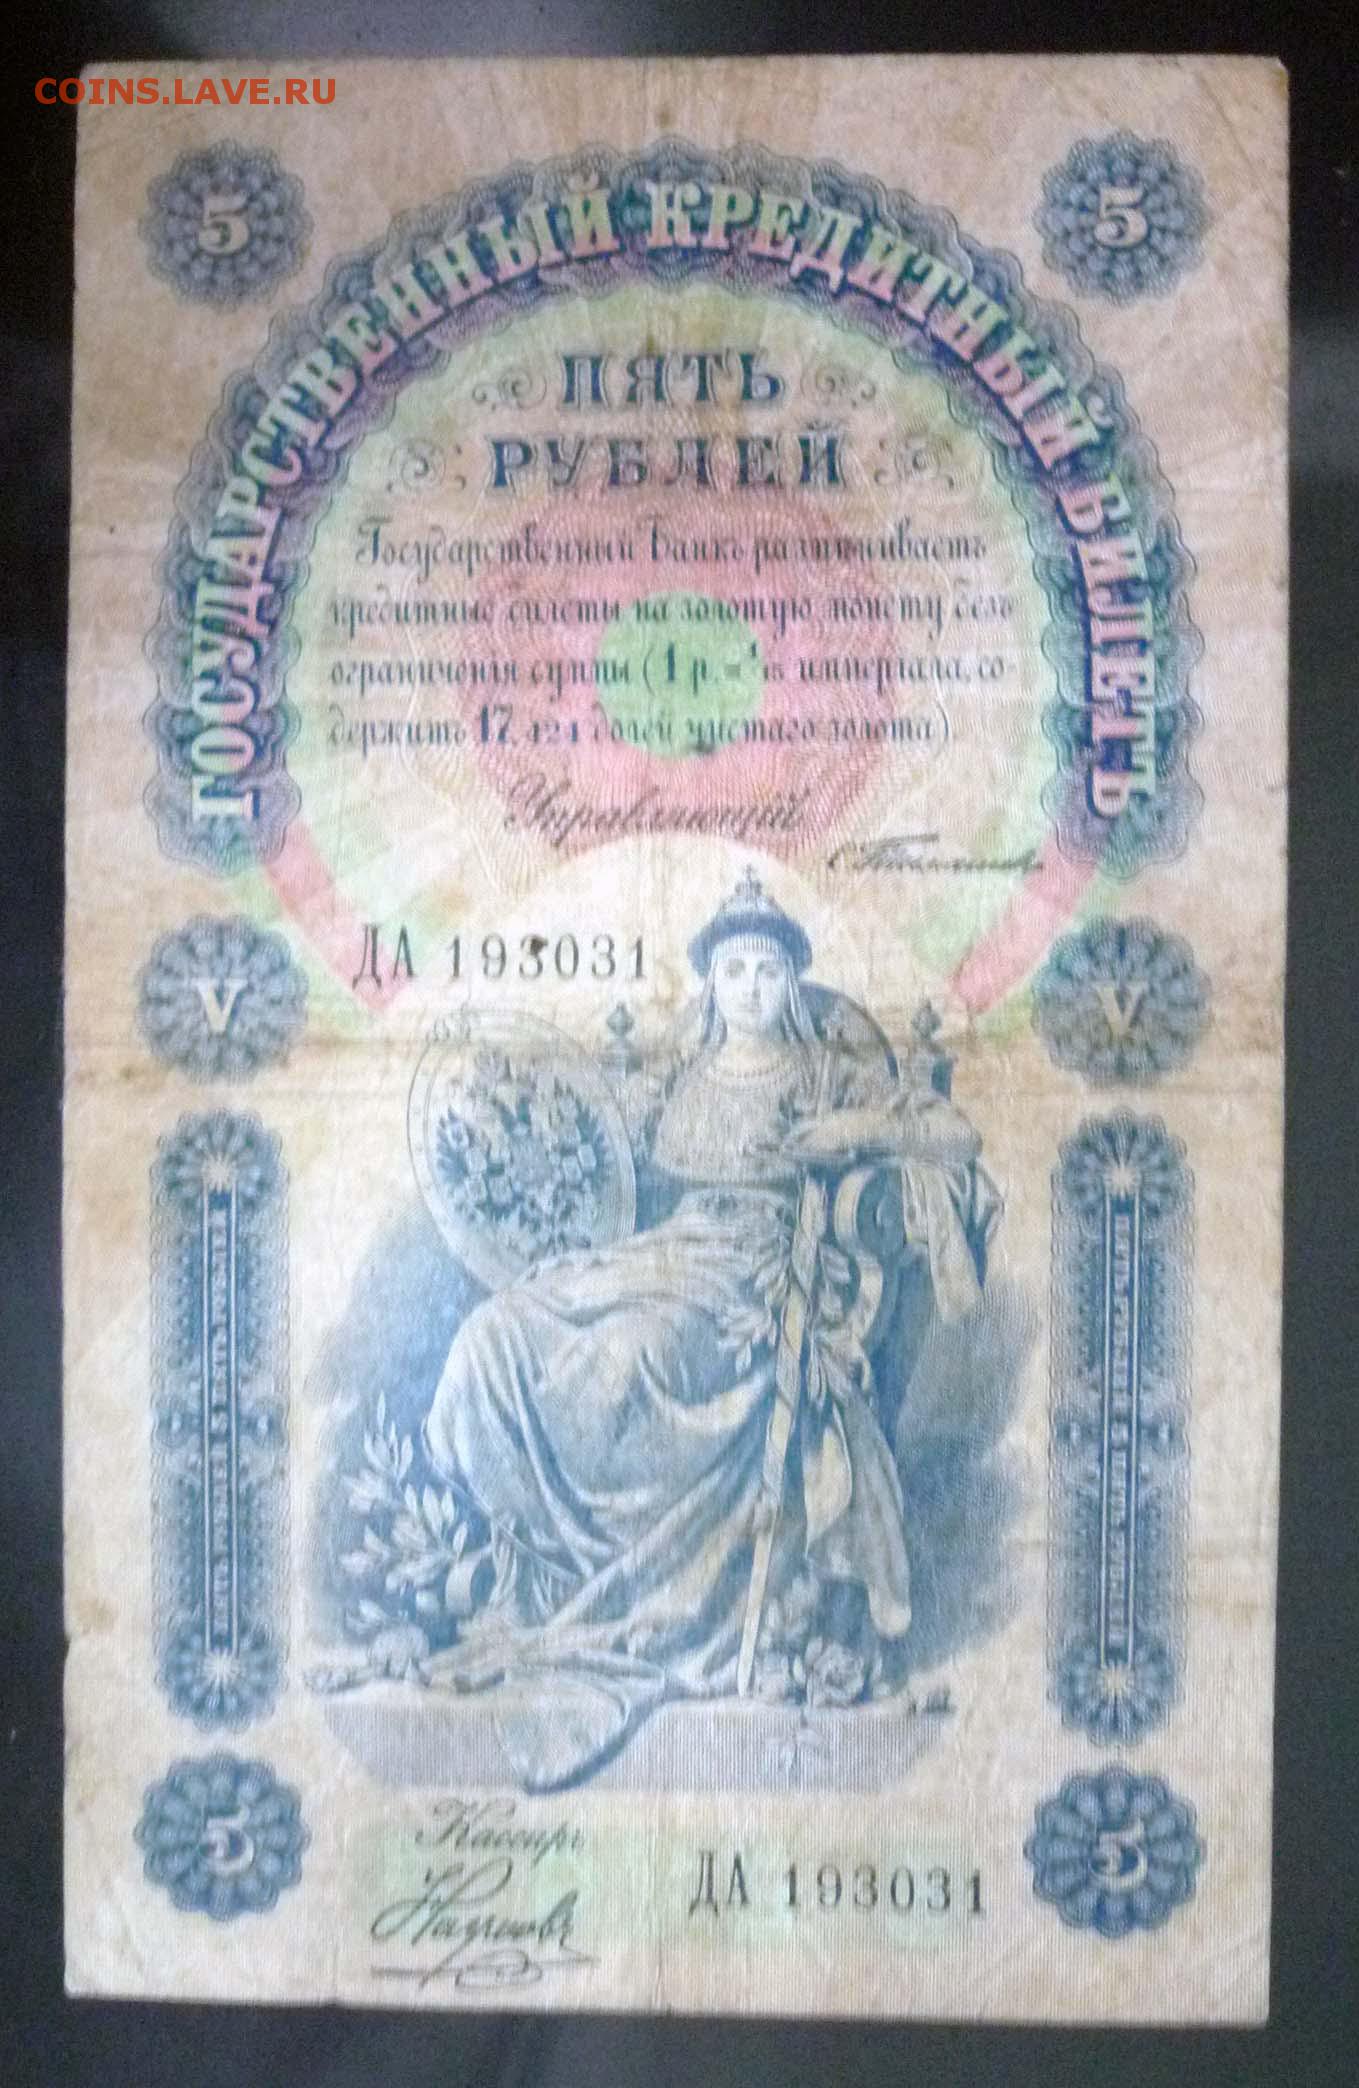 COINS.LAVE.RU
5 5
ГОСУДАРСТВЕННЫЙ КРЕДИТНЫЙ БИЛЕТЪ
ПЯТЬ
РУБЛЕЙ
Государственный Банкъ размѣниваетъ
кредитные билеты на золотую монету безъ
ограниченія суммы (1 р. = 1/15 имперіала, со-
держитъ 17,424 долей чистаго золота).
Управляющій
ДА 193031
V V
5 5
Кассиръ
ДА 193031